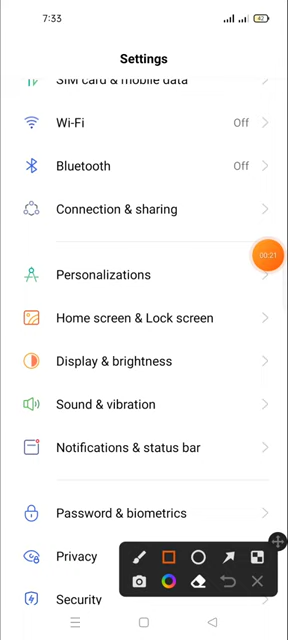 7:33
42
Settings
SIM card & mobile data
Wi-Fi
Off
Bluetooth
Off
Connection & sharing
00:21
Personalizations
Home screen & Lock screen
Display & brightness
Sound & vibration
Notifications & status bar
Password & biometrics
Privacy
Security